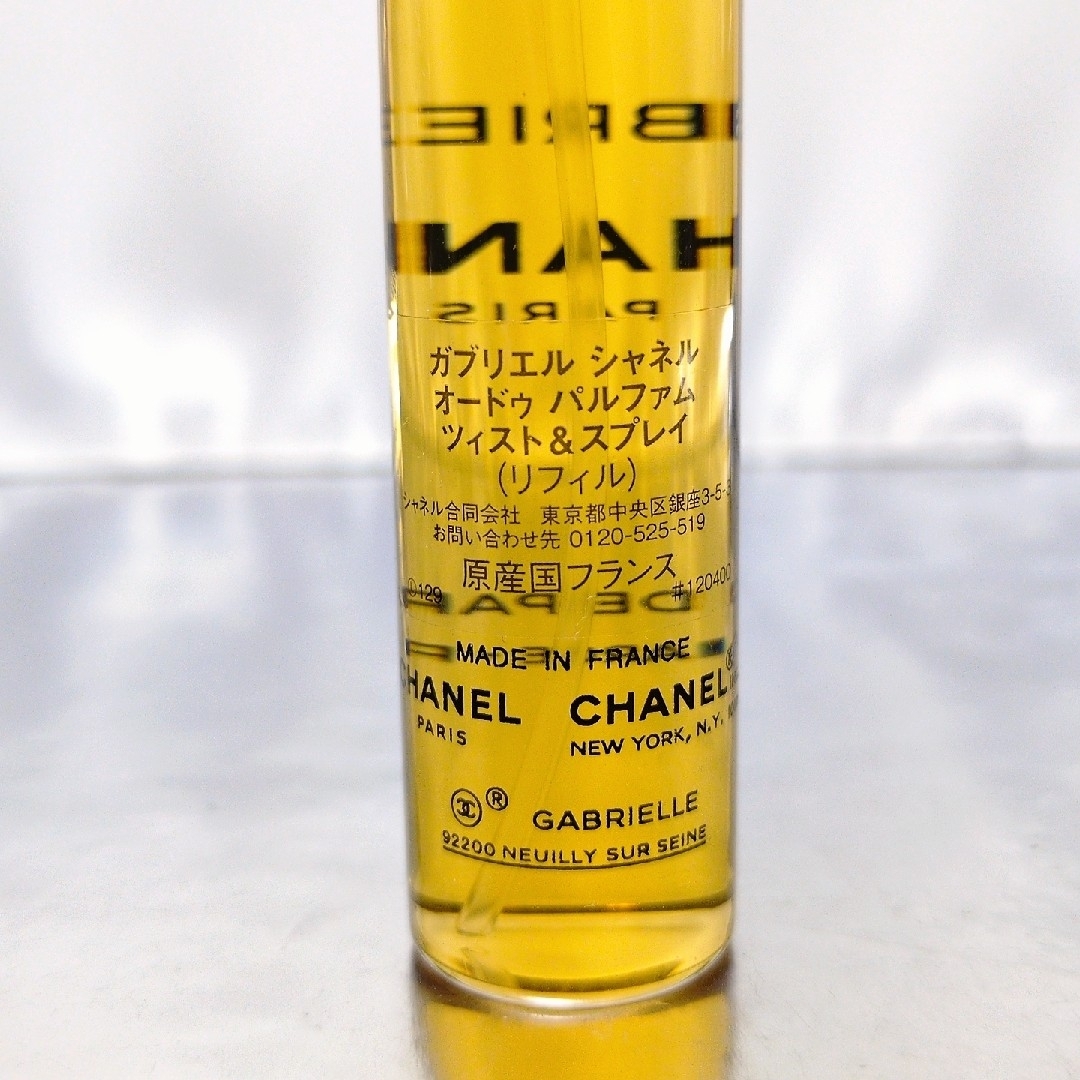 ガブリエル シャネル
オードゥ パルファム
ツィスト&スプレイ
(リフィル)
シャネル合同会社 東京都中央区銀座3-5-3
お問い合わせ先 0120-525-519
原産国フランス
①129 #120400
MADE IN FRANCE
CHANEL CHANEL®
PARIS NEW YORK, N.Y.
® GABRIELLE
92200 NEUILLY SUR SEINE